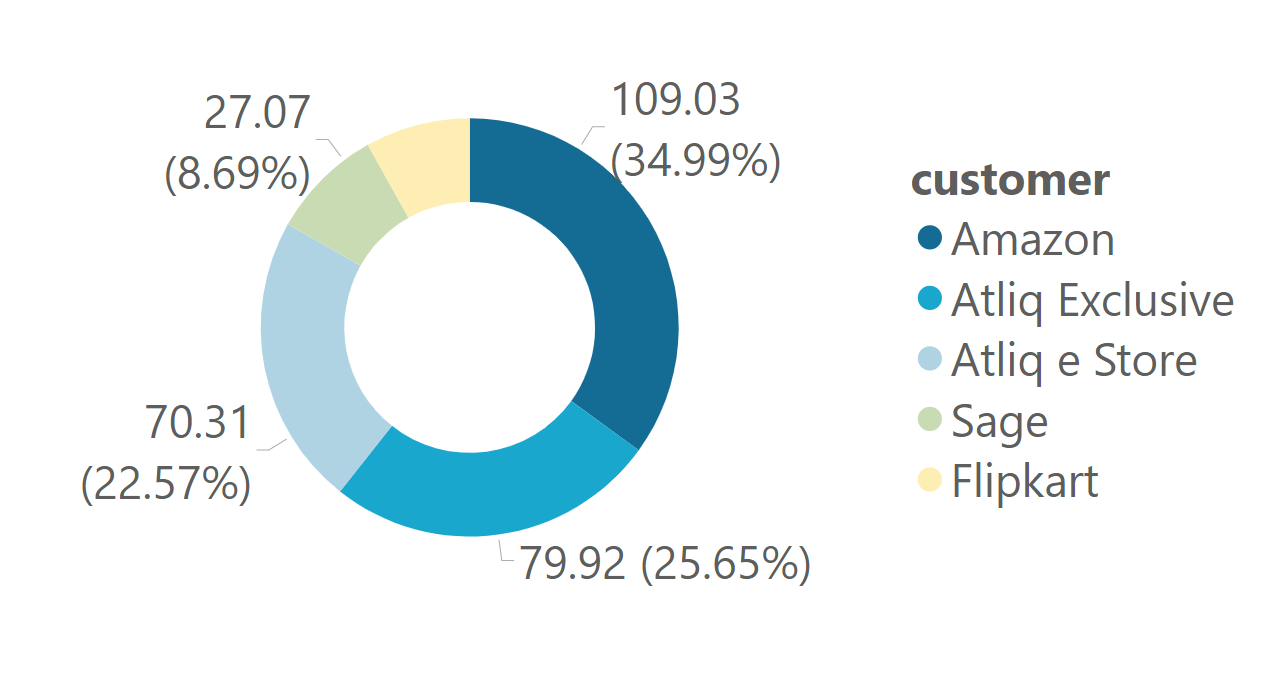 27.07
(8.69%)
109.03
(34.99%)
70.31
(22.57%)
79.92 (25.65%)
customer
Amazon
Atliq Exclusive
Atliq e Store
Sage
Flipkart